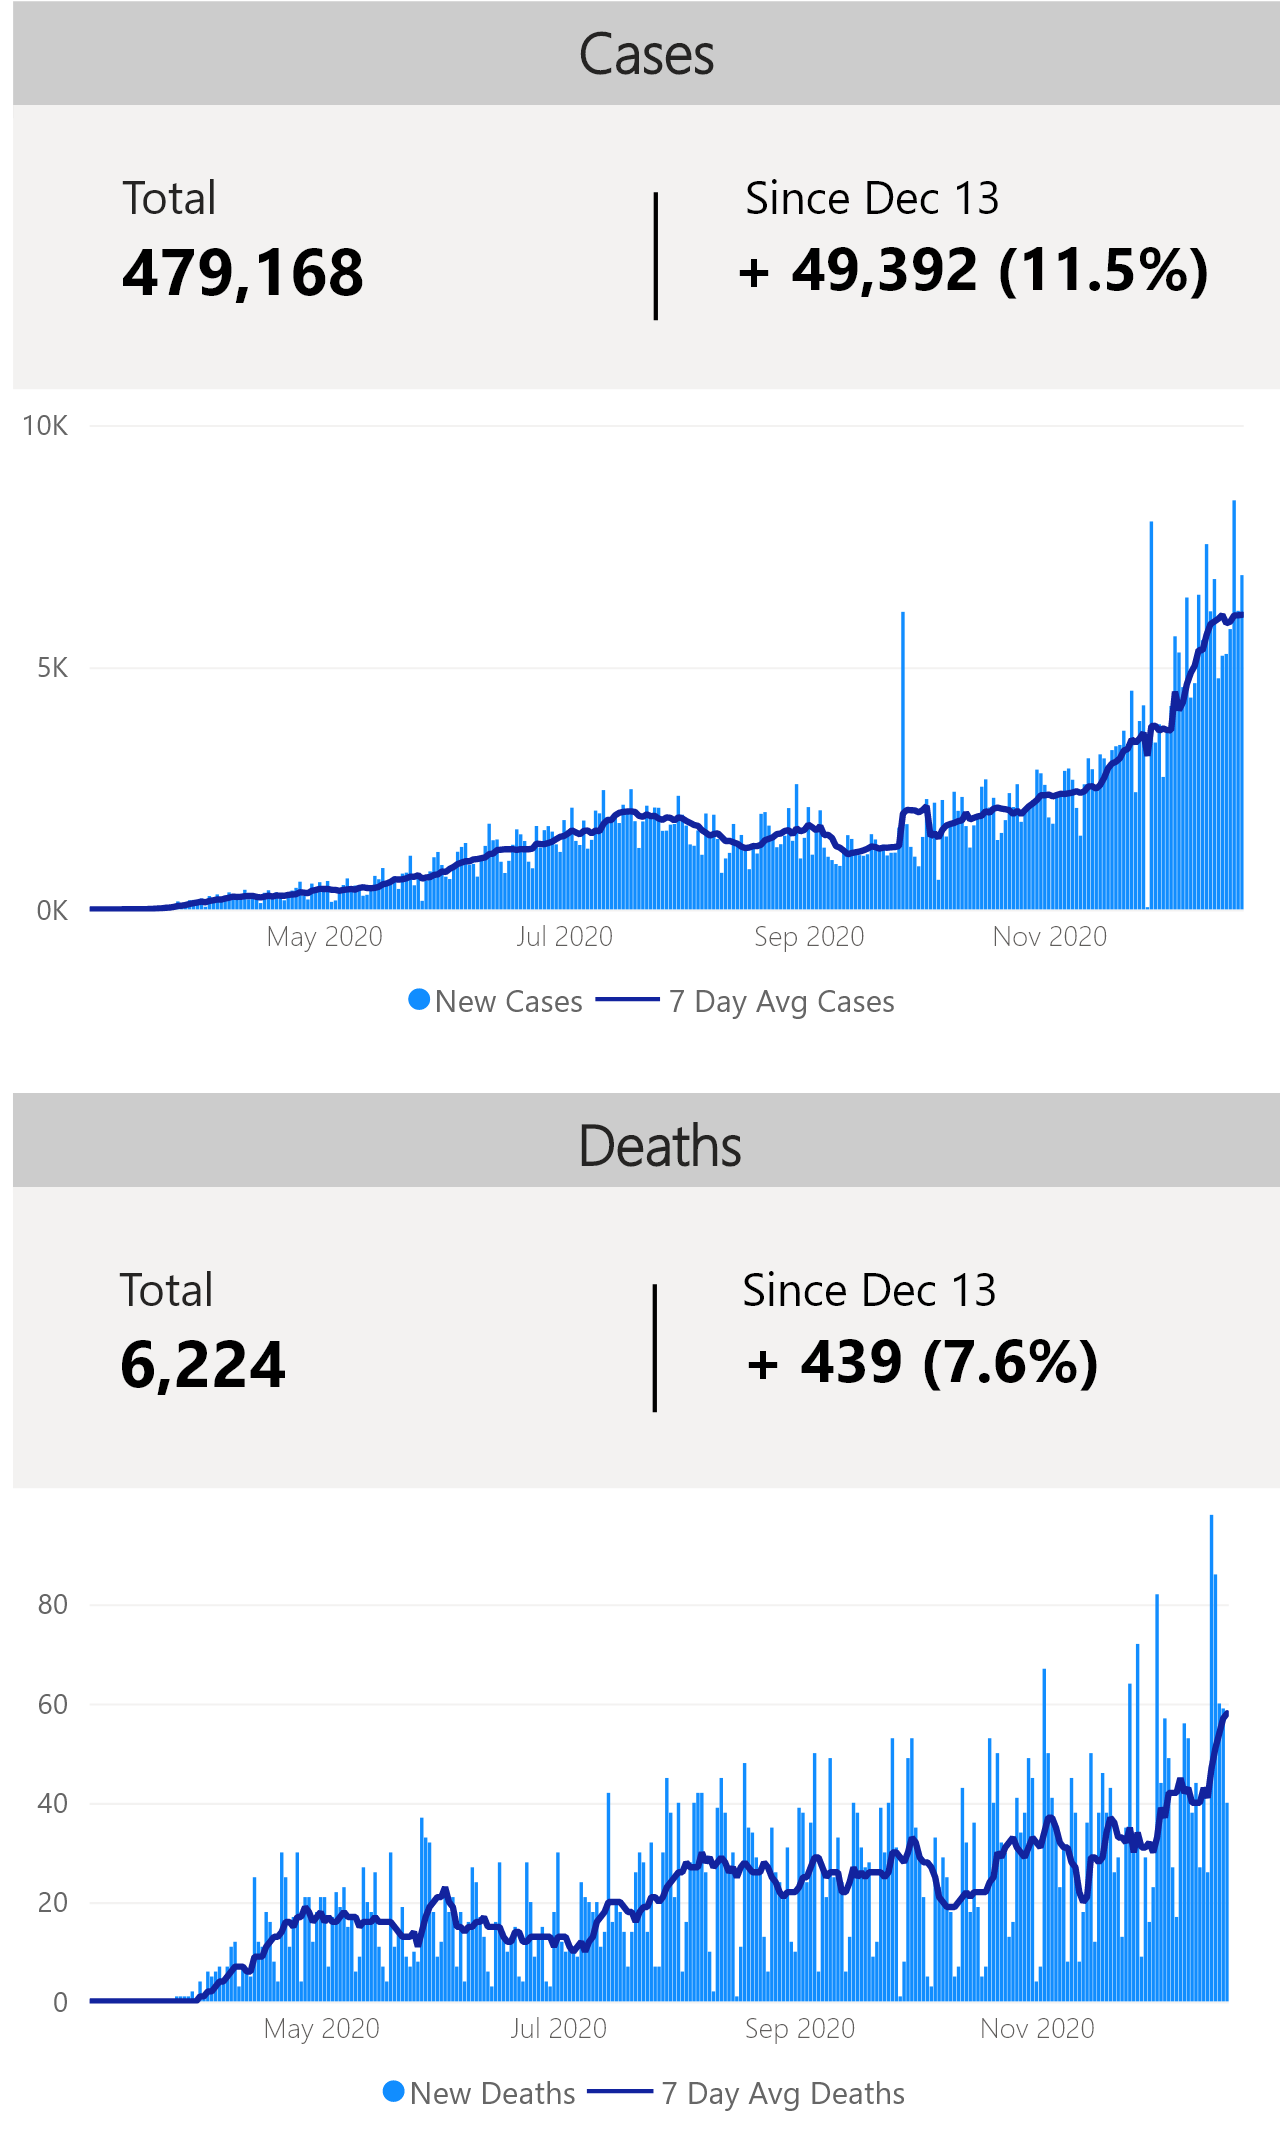 Cases
Total
Since Dec 13
479,168
+ 49,392 (11.5%)
10K
5K
0K
May 2020
Jul 2020
Sep 2020
Nov 2020
New Cases
7 Day Avg Cases
Deaths
Total
Since Dec 13
6,224
+ 439 (7.6%)
80
60
40
20
0
May 2020
Jul 2020
Sep 2020
Nov 2020
New Deaths
7 Day Avg Deaths